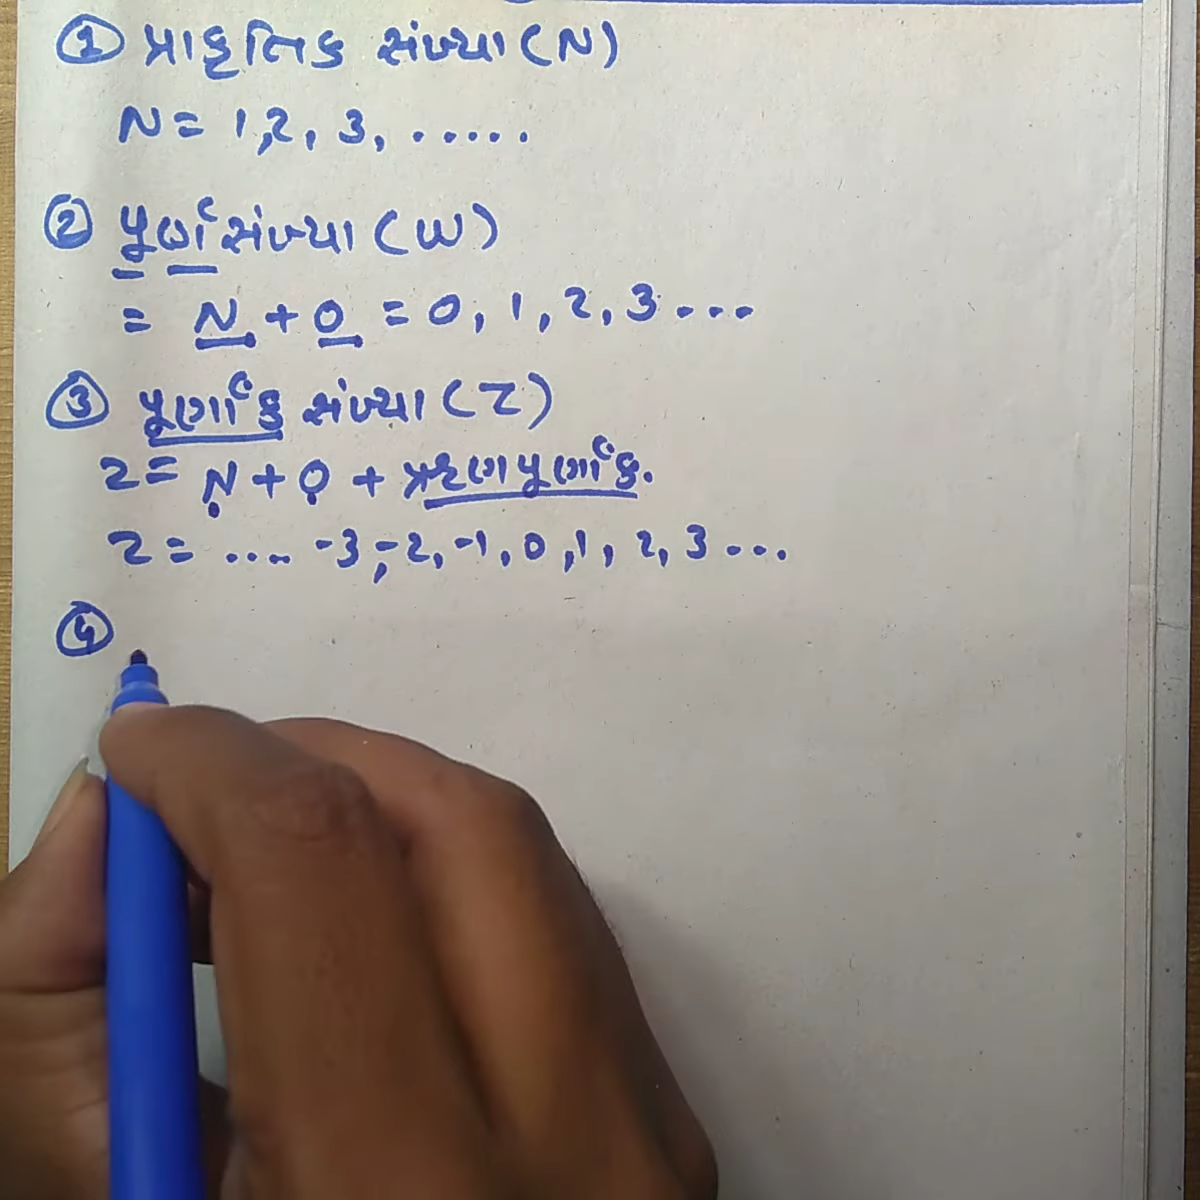 ① પ્રાકૃતિક સંખ્યા (N)
N = 1, 2, 3, .....
② પૂર્ણ સંખ્યા (W)
= N + 0 = 0, 1, 2, 3 ...
③ પૂર્ણાંક સંખ્યા (Z)
Z = N + 0 + ઋણ પૂર્ણાંક.
Z = .... -3, -2, -1, 0, 1, 2, 3 ...
④